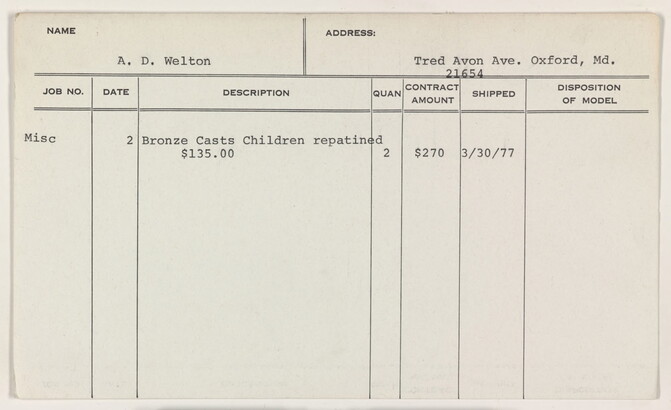 NAME ADDRESS:
A. D. Welton Tred Avon Ave. Oxford, Md.
21654
JOB NO. DATE DESCRIPTION QUAN CONTRACT AMOUNT SHIPPED DISPOSITION OF MODEL
Misc 2 Bronze Casts Children repatined
$135.00 2 $270 3/30/77